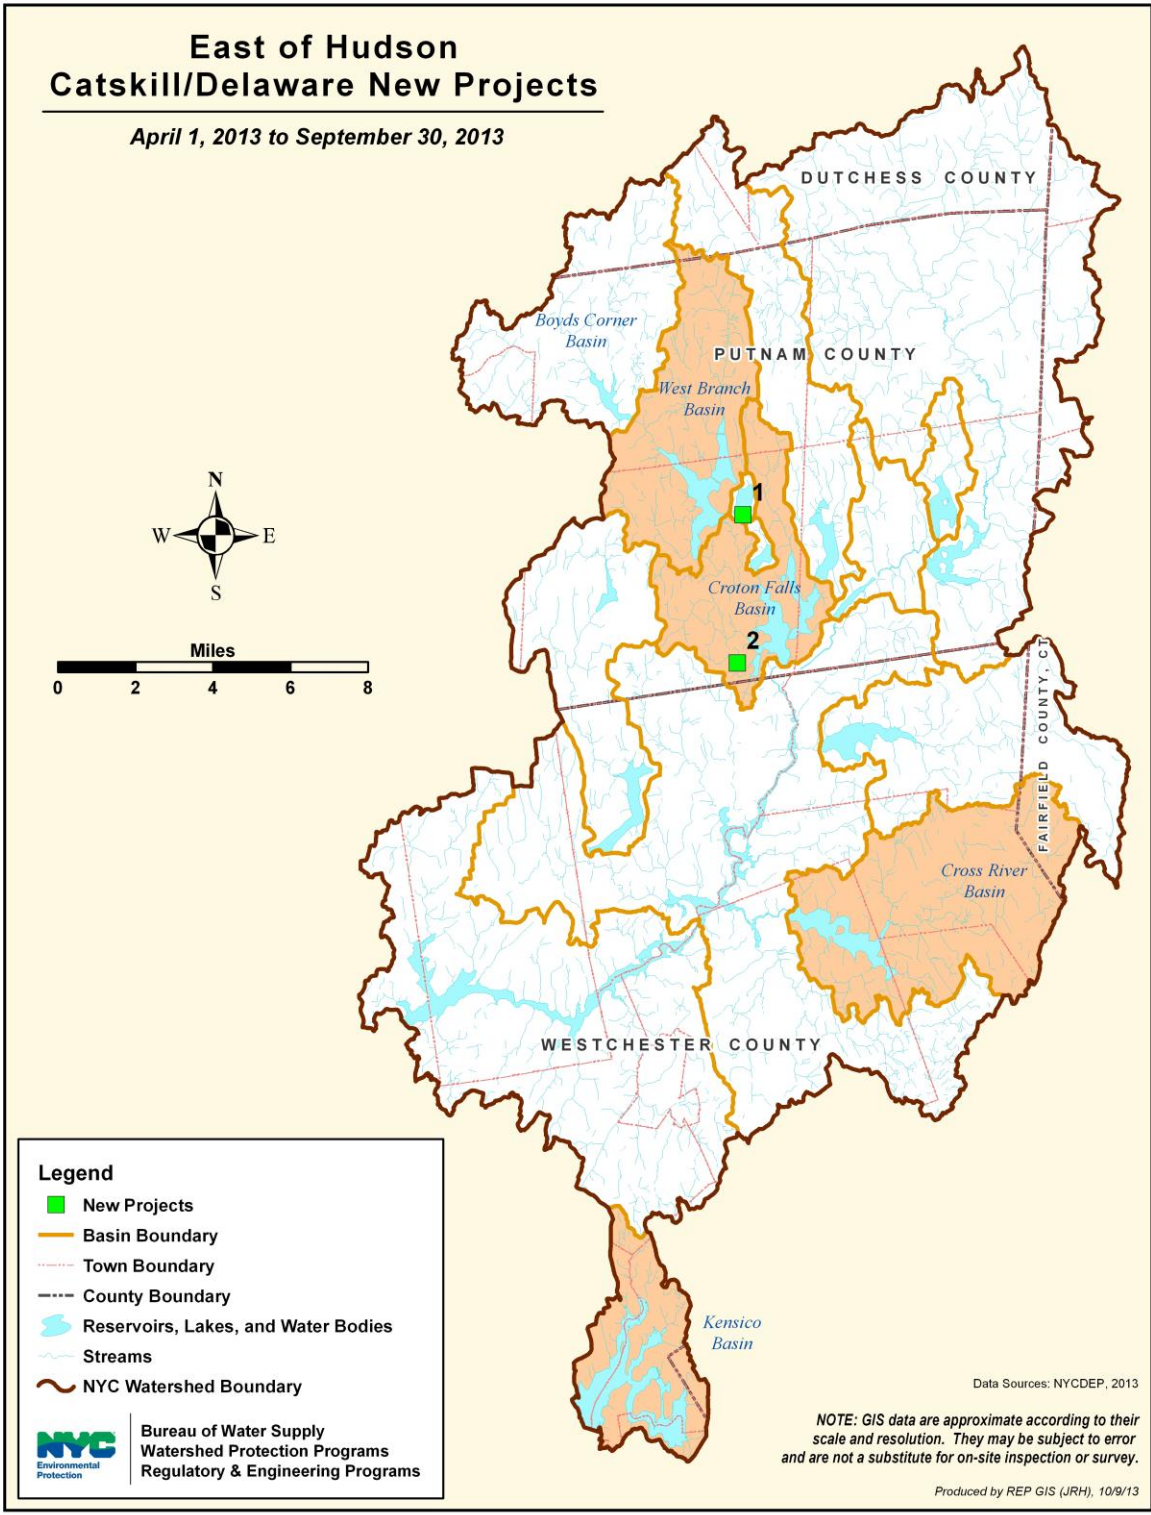 East of Hudson
Catskill/Delaware New Projects
April 1, 2013 to September 30, 2013
DUTCHESS COUNTY
Boyds Corner
Basin
PUTNAM COUNTY
West Branch
Basin
1
N
W
E
S
Croton Falls
Basin
2
Miles
0 2 4 6 8
FAIRFIELD COUNTY, CT
Cross River
Basin
WESTCHESTER COUNTY
Legend
New Projects
Basin Boundary
Town Boundary
County Boundary
Reservoirs, Lakes, and Water Bodies
Streams
NYC Watershed Boundary
Kensico
Basin
NYC
Environmental
Protection
Bureau of Water Supply
Watershed Protection Programs
Regulatory & Engineering Programs
Data Sources: NYCDEP, 2013
NOTE: GIS data are approximate according to their
scale and resolution. They may be subject to error
and are not a substitute for on-site inspection or survey.
Produced by REP GIS (JRH), 10/9/13